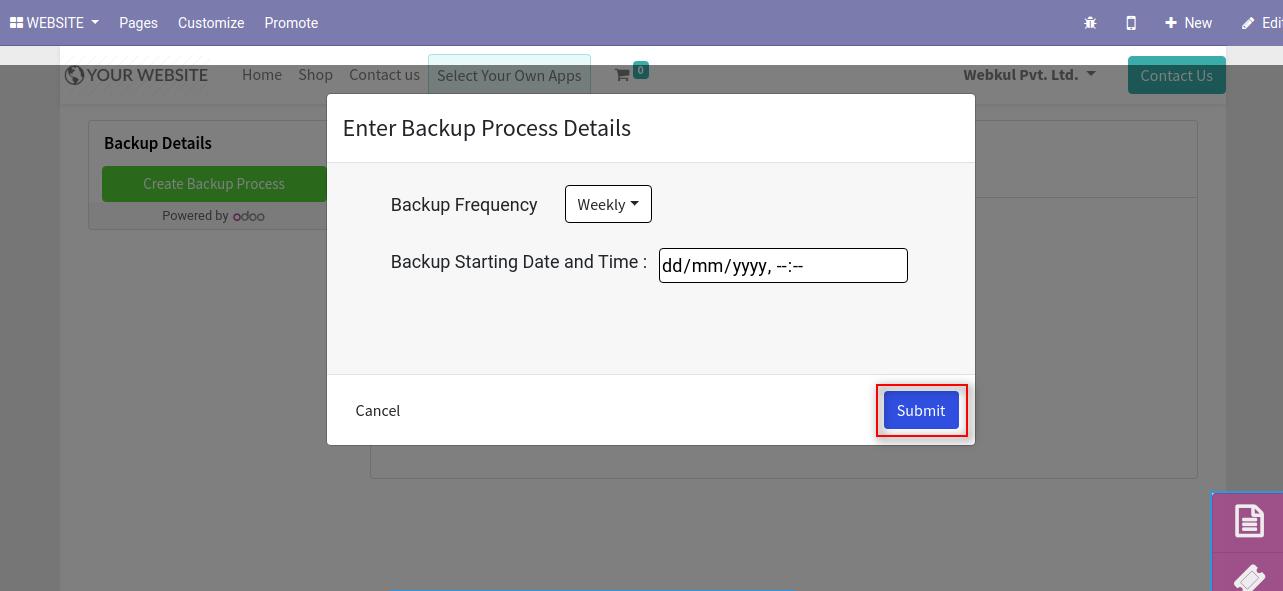 WEBSITE Pages Customize Promote New Edi
YOUR WEBSITE Home Shop Contact us Select Your Own Apps 0 Webkul Pvt. Ltd. Contact Us
Enter Backup Process Details
Backup Details
Create Backup Process
Powered by odoo
Backup Frequency Weekly
Backup Starting Date and Time : dd/mm/yyyy, --:--
Cancel Submit